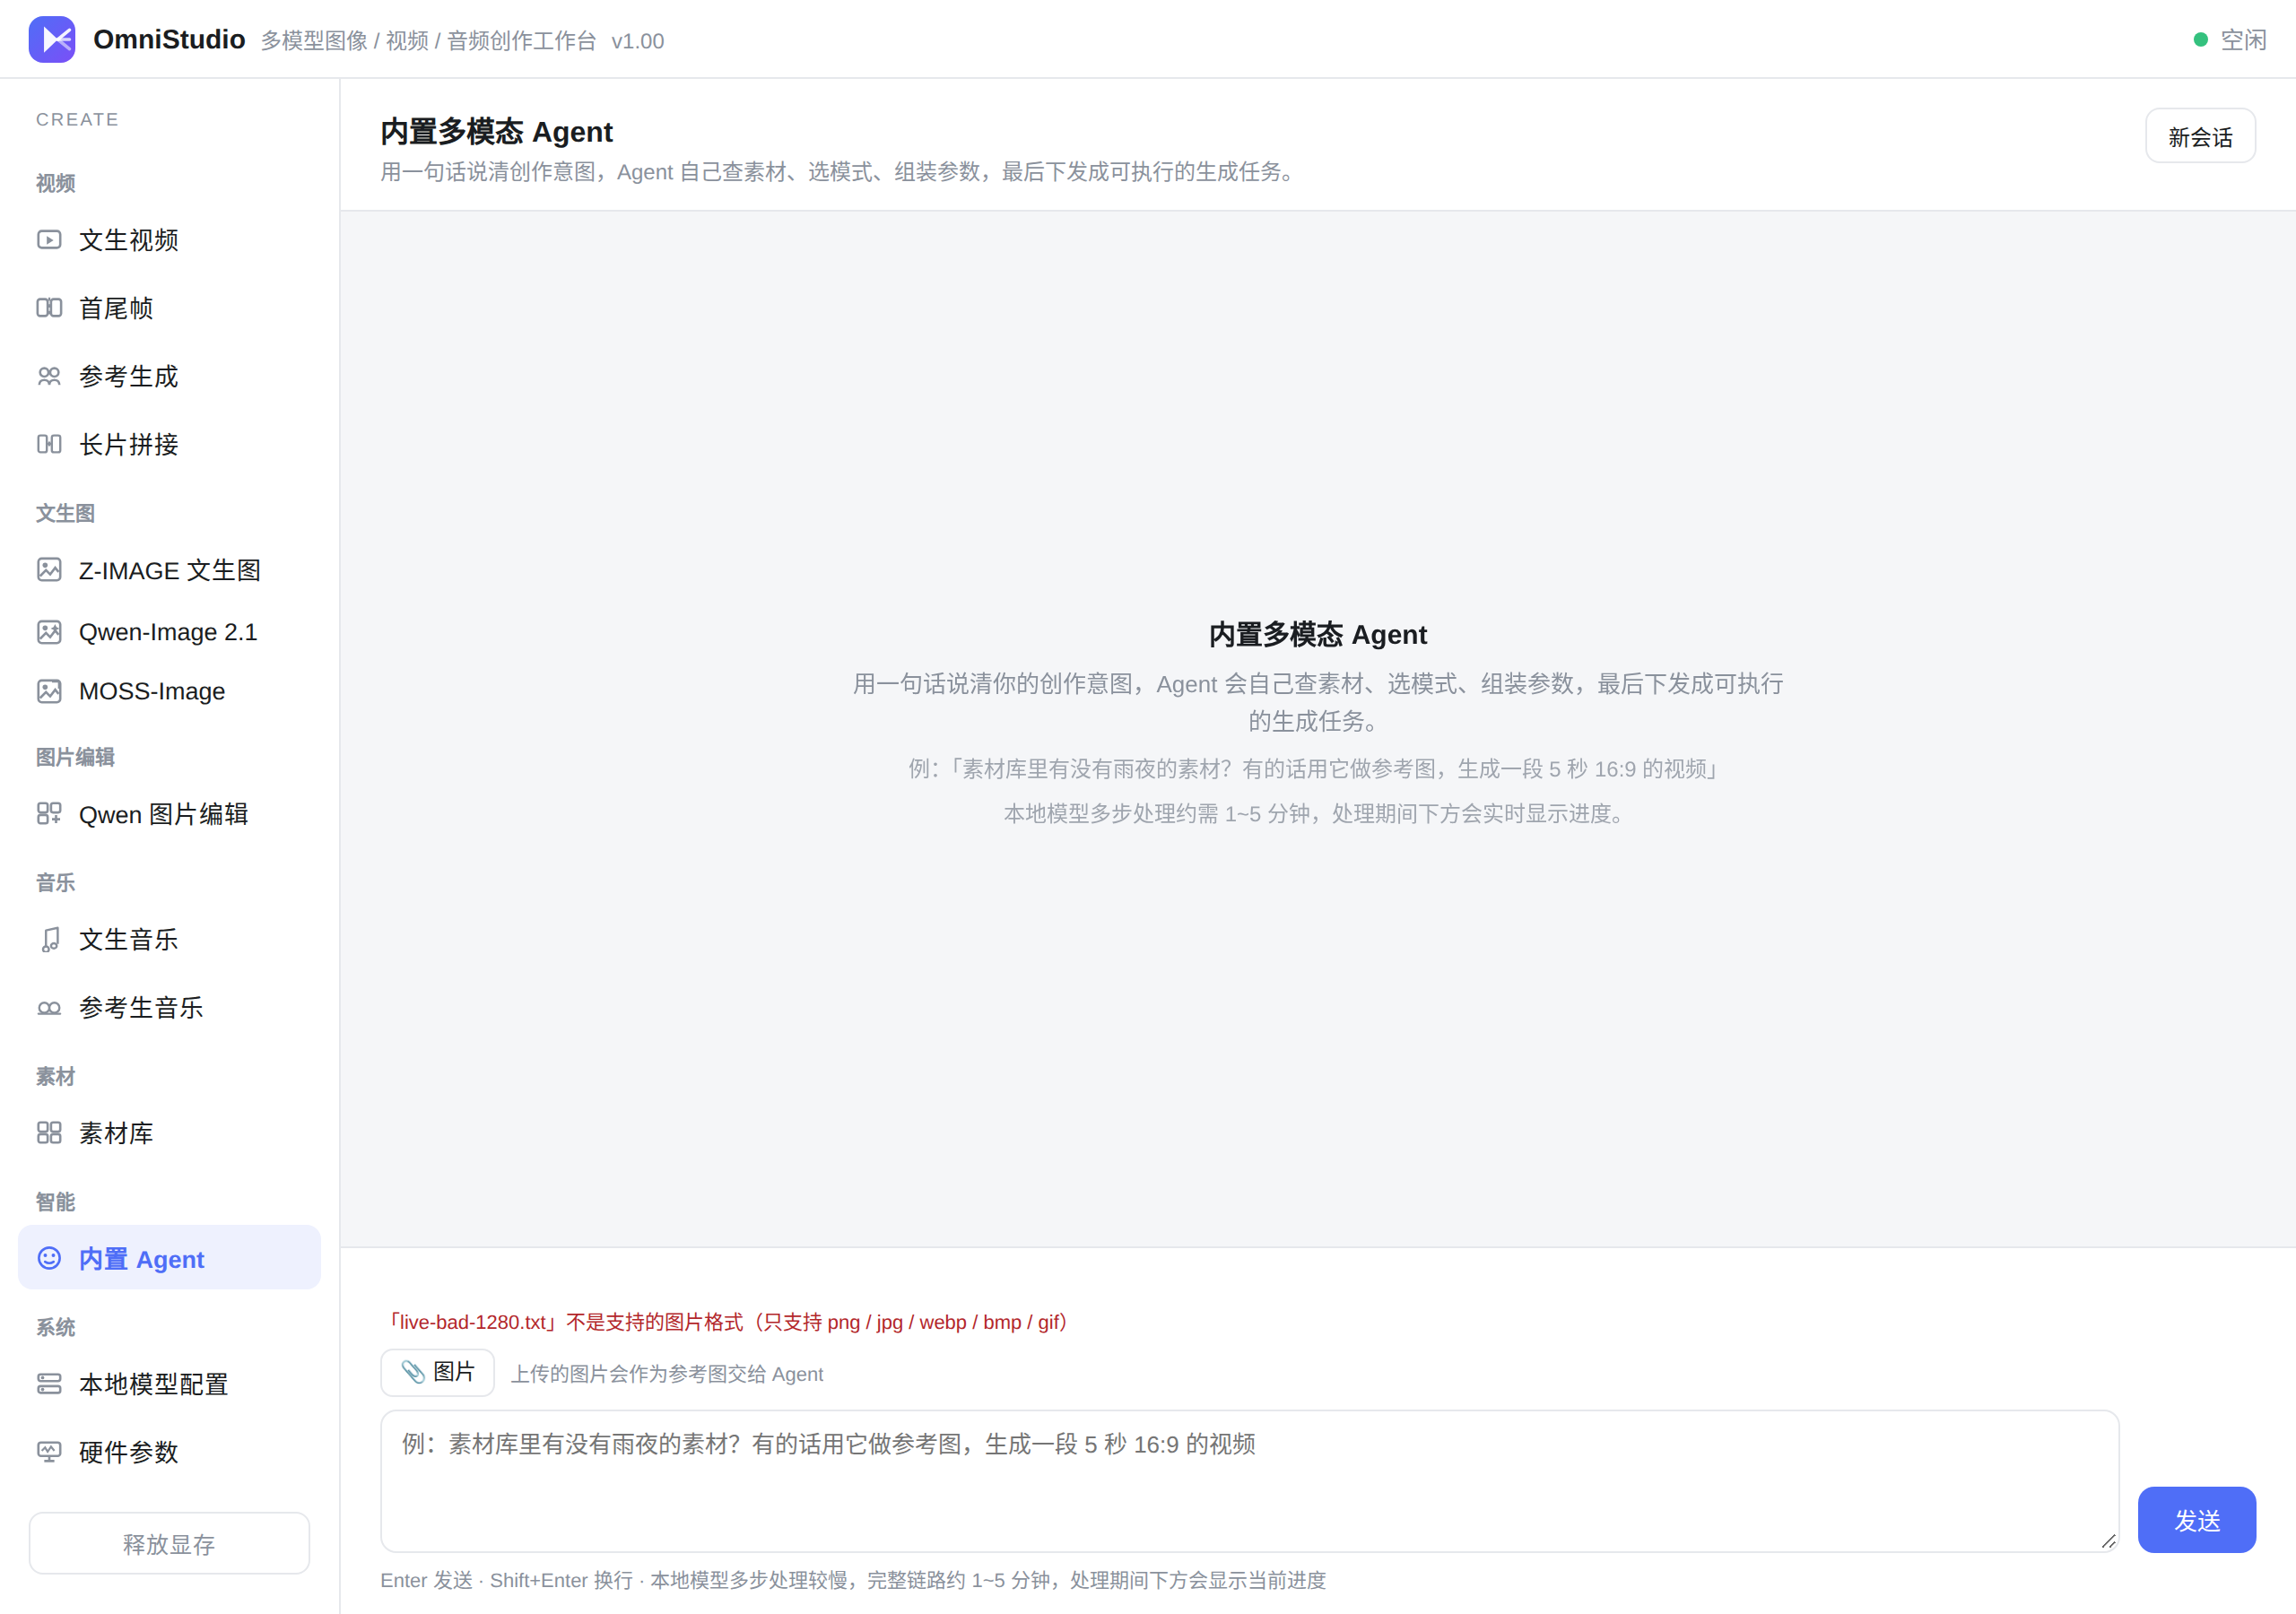 OmniStudio 多模型图像 / 视频 / 音频创作工作台 v1.00
空闲
CREATE
视频
文生视频
首尾帧
参考生成
长片拼接
文生图
Z-IMAGE 文生图
Qwen-Image 2.1
MOSS-Image
图片编辑
Qwen 图片编辑
音乐
文生音乐
参考生音乐
素材
素材库
智能
内置 Agent
系统
本地模型配置
硬件参数
释放显存
内置多模态 Agent
用一句话说清创作意图，Agent 自己查素材、选模式、组装参数，最后下发成可执行的生成任务。
新会话
内置多模态 Agent
用一句话说清你的创作意图，Agent 会自己查素材、选模式、组装参数，最后下发成可执行
的生成任务。
例：「素材库里有没有雨夜的素材？有的话用它做参考图，生成一段 5 秒 16:9 的视频」
本地模型多步处理约需 1~5 分钟，处理期间下方会实时显示进度。
「live-bad-1280.txt」不是支持的图片格式（只支持 png / jpg / webp / bmp / gif）
📎 图片
上传的图片会作为参考图交给 Agent
例：素材库里有没有雨夜的素材？有的话用它做参考图，生成一段 5 秒 16:9 的视频
发送
Enter 发送 · Shift+Enter 换行 · 本地模型多步处理较慢，完整链路约 1~5 分钟，处理期间下方会显示当前进度